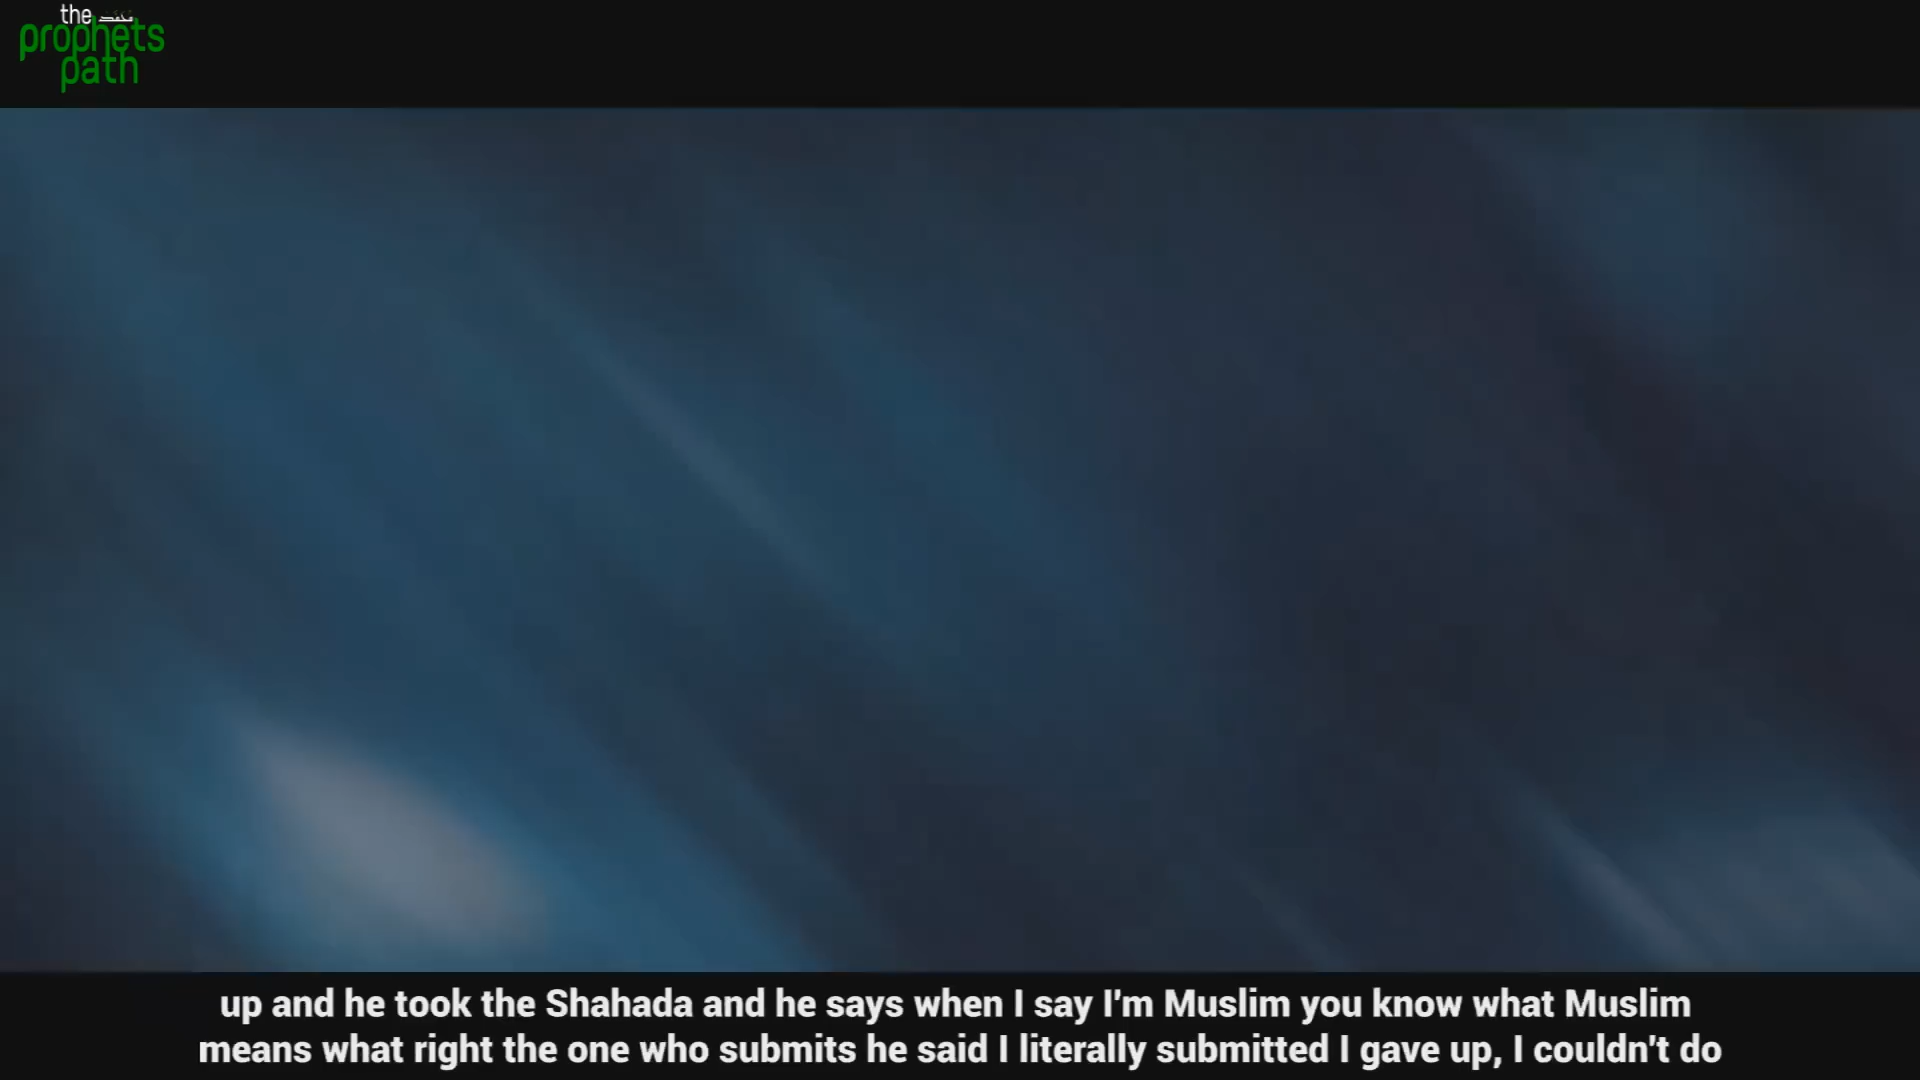 the
prophets
path
up and he took the Shahada and he says when I say I'm Muslim you know what Muslim
means what right the one who submits he said I literally submitted I gave up, I couldn't do